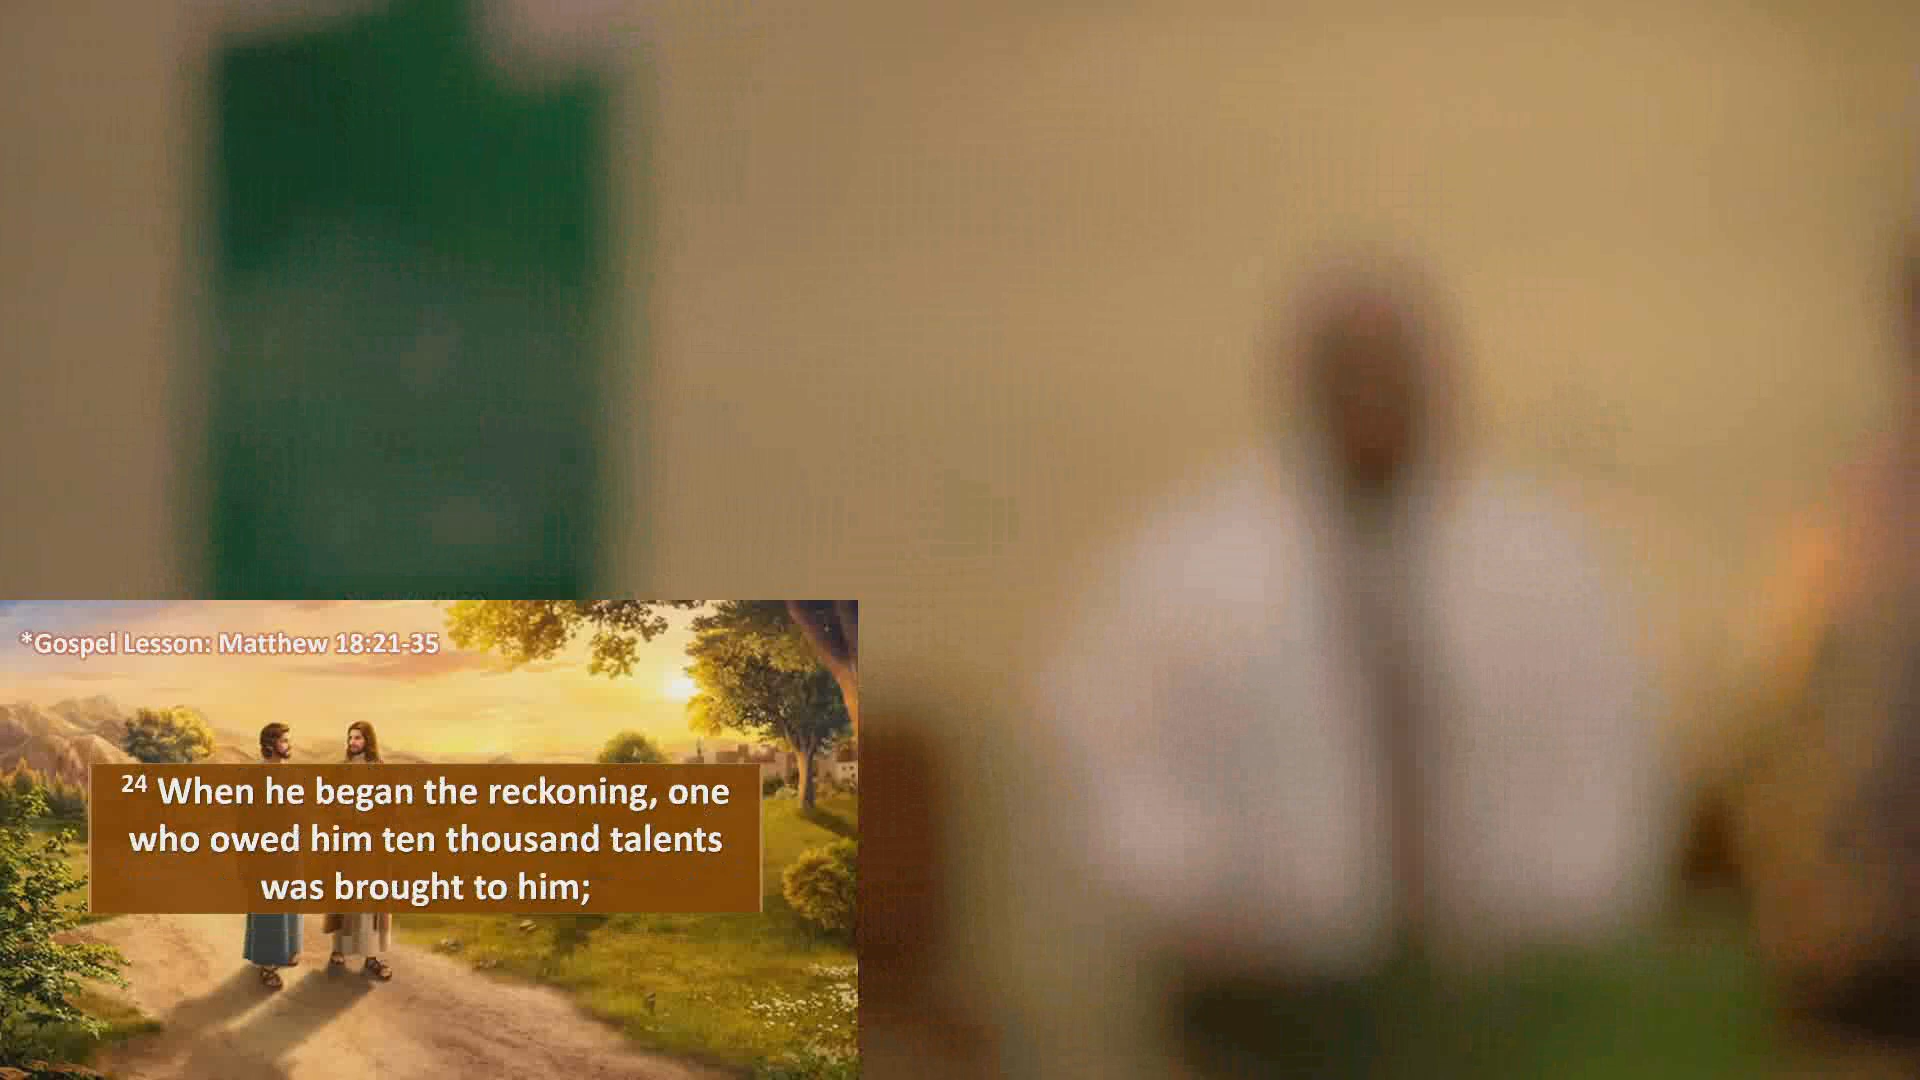 *Gospel Lesson: Matthew 18:21-35
24 When he began the reckoning, one
who owed him ten thousand talents
was brought to him;